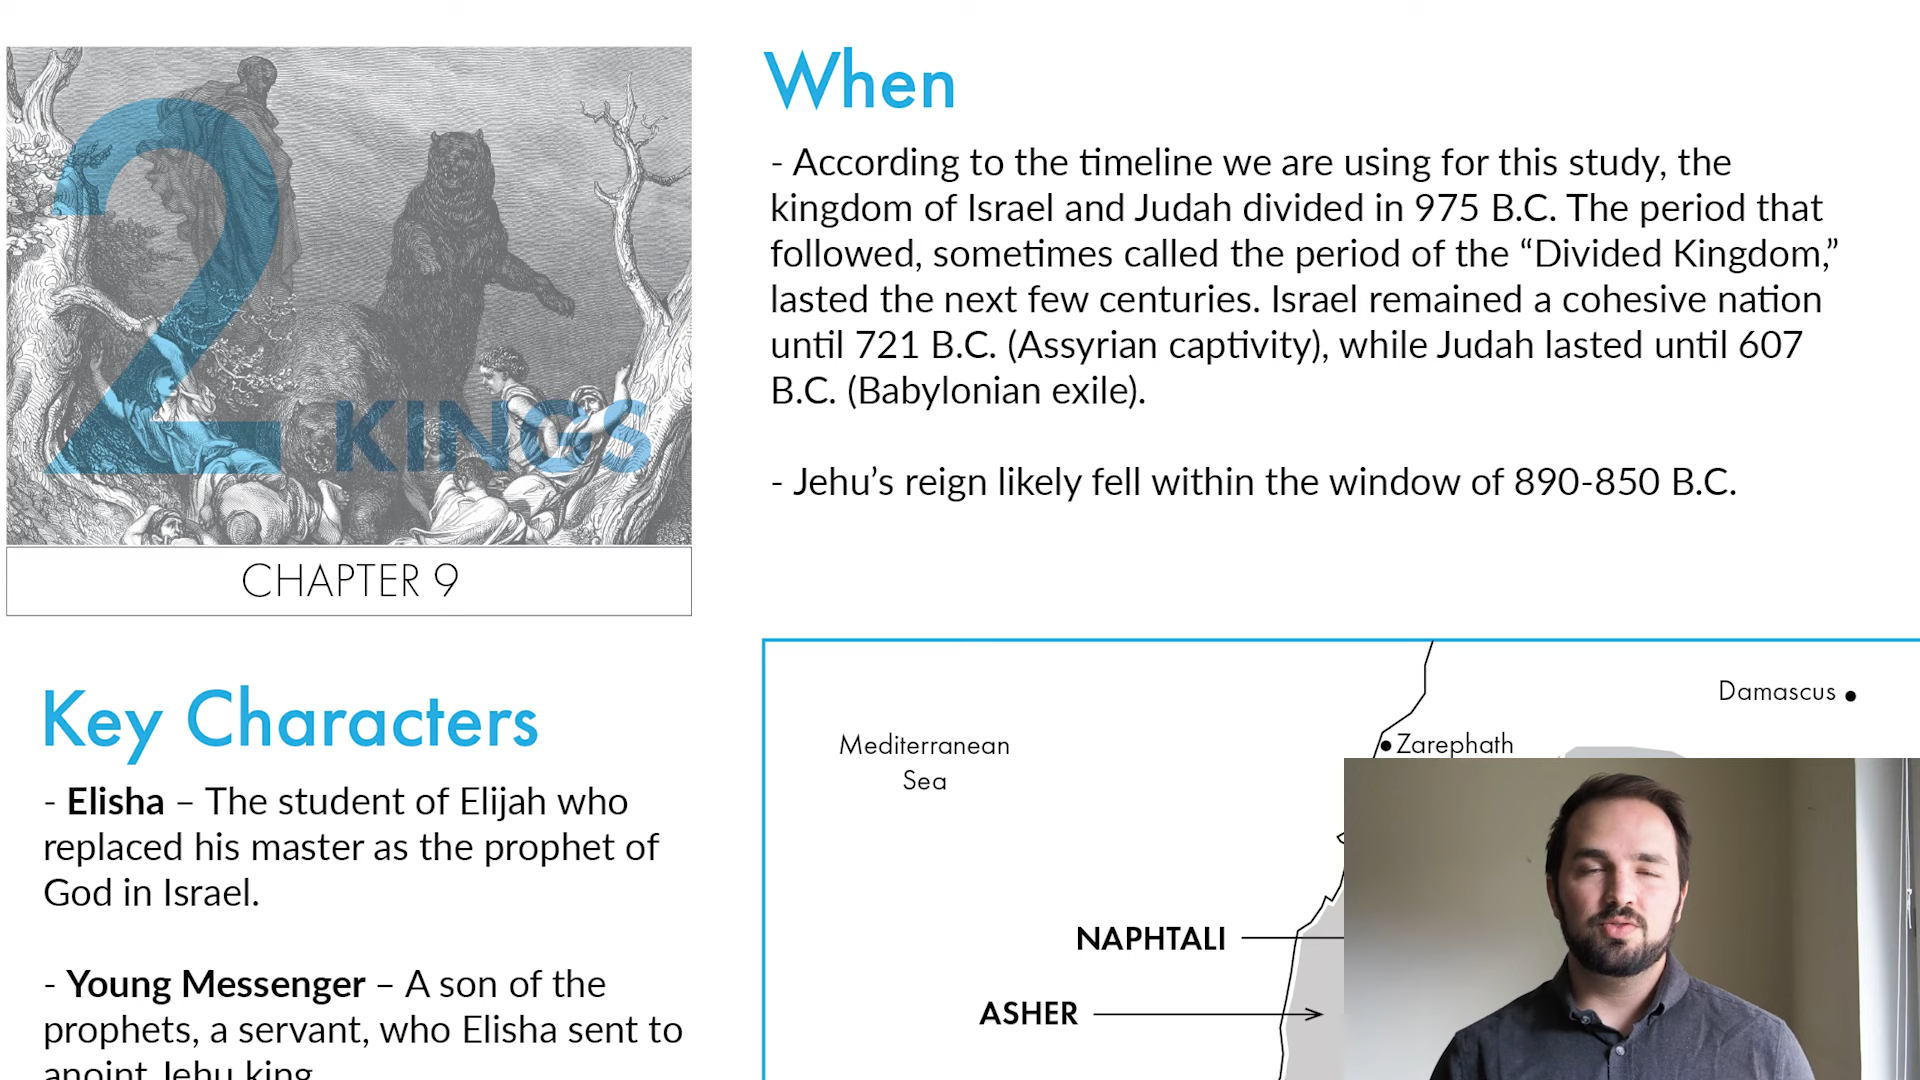 2 KINGS
CHAPTER 9
When
- According to the timeline we are using for this study, the
kingdom of Israel and Judah divided in 975 B.C. The period that
followed, sometimes called the period of the “Divided Kingdom,”
lasted the next few centuries. Israel remained a cohesive nation
until 721 B.C. (Assyrian captivity), while Judah lasted until 607
B.C. (Babylonian exile).
- Jehu’s reign likely fell within the window of 890-850 B.C.
Key Characters
- Elisha – The student of Elijah who
replaced his master as the prophet of
God in Israel.
- Young Messenger – A son of the
prophets, a servant, who Elisha sent to
anoint Jehu king.
Damascus
Mediterranean
Sea
Zarephath
NAPHTALI
ASHER